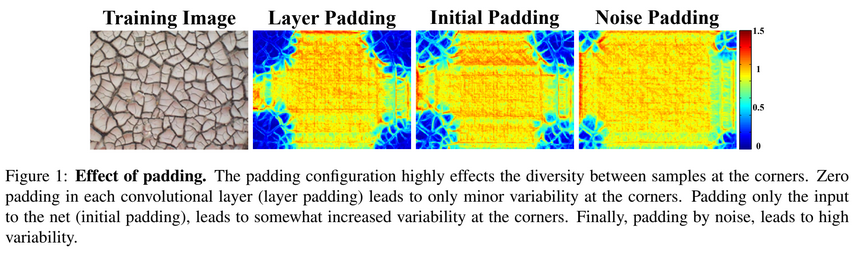 Training Image Layer Padding Initial Padding Noise Padding
1.5
1
0.5
0
Figure 1: Effect of padding. The padding configuration highly effects the diversity between samples at the corners. Zero
padding in each convolutional layer (layer padding) leads to only minor variability at the corners. Padding only the input
to the net (initial padding), leads to somewhat increased variability at the corners. Finally, padding by noise, leads to high
variability.